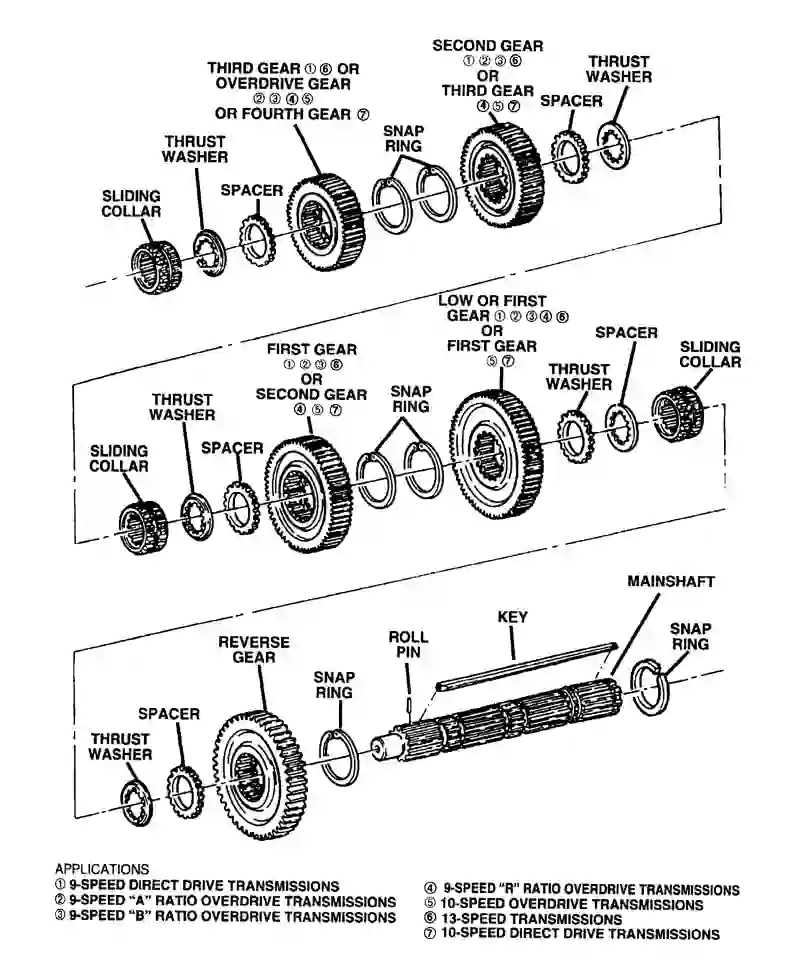 SECOND GEAR
① ② ③ ⑥
OR
THIRD GEAR
④ ⑤ ⑦
THRUST
WASHER
SPACER
THIRD GEAR ① ⑥ OR
OVERDRIVE GEAR
② ③ ④ ⑤
OR FOURTH GEAR ⑦
SNAP
RING
THRUST
WASHER
SPACER
SLIDING
COLLAR
LOW OR FIRST
GEAR ① ② ③ ④ ⑥
OR
FIRST GEAR
⑤ ⑦
SPACER
SLIDING
COLLAR
THRUST
WASHER
FIRST GEAR
① ② ③ ⑥
OR
SECOND GEAR
④ ⑤ ⑦
SNAP
RING
THRUST
WASHER
SPACER
SLIDING
COLLAR
MAINSHAFT
KEY
SNAP
RING
ROLL
PIN
REVERSE
GEAR
SNAP
RING
SPACER
THRUST
WASHER
APPLICATIONS
① 9-SPEED DIRECT DRIVE TRANSMISSIONS
② 9-SPEED "A" RATIO OVERDRIVE TRANSMISSIONS
③ 9-SPEED "B" RATIO OVERDRIVE TRANSMISSIONS
④ 9-SPEED "R" RATIO OVERDRIVE TRANSMISSIONS
⑤ 10-SPEED OVERDRIVE TRANSMISSIONS
⑥ 13-SPEED TRANSMISSIONS
⑦ 10-SPEED DIRECT DRIVE TRANSMISSIONS